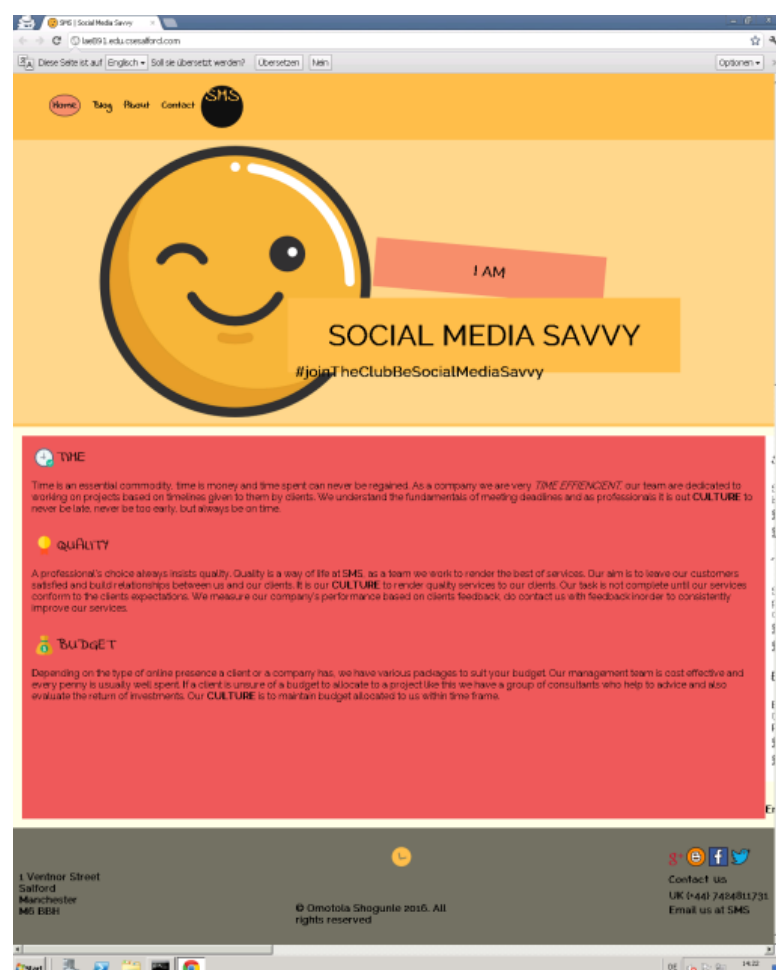 SMS | Social Media Savvy
lae091.edu.csesalford.com
Diese Seite ist auf Englisch Soll sie übersetzt werden? Übersetzen Nein Optionen
Home Blog About Contact SMS
I AM
SOCIAL MEDIA SAVVY
#joinTheClubBeSocialMediaSavvy
TIME
Time is an essential commodity, time is money and time spent can never be regained. As a company we are very TIME EFFIENCIENT, our team are dedicated to
working on projects based on timelines given to them by clients. We understand the fundamentals of meeting deadlines and as professionals it is out CULTURE to
never be late, never be too early, but always be on time.
QUALITY
A professional's choice always insists quality. Quality is a way of life at SMS, as a team we work to render the best of services. Our aim is to leave our customers
satisfied and build relationships between us and our clients. It is our CULTURE to render quality services to our clients. Our task is not complete until our services
conform to the clients expectations. We measure our company's performance based on clients feedback, do contact us with feedback inorder to consistently
improve our services.
BUDGET
Depending on the type of online presence a client or a company has, we have various packages to suit your budget. Our management team is cost effective and
every penny is usually well spent. If a client is unsure of a budget to allocate to a project like this we have a group of consultants who help to advice and also
evaluate the return of investments. Our CULTURE is to maintain budget allocated to us within time frame.
1 Ventnor Street
Salford
Manchester
M6 BBH
© Omotola Shogunle 2016. All
rights reserved
Contact us
UK (+44) 7424811731
Email us at SMS
Start
DE
14:22